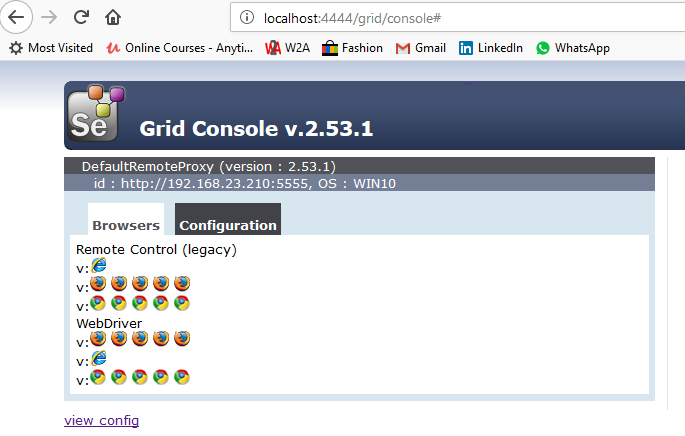 localhost:4444/grid/console#
Most Visited Online Courses - Anyti... W2A Fashion Gmail LinkedIn WhatsApp
Se Grid Console v.2.53.1
DefaultRemoteProxy (version : 2.53.1)
id : http://192.168.23.210:5555, OS : WIN10
Browsers Configuration
Remote Control (legacy)
v:
v:
v:
WebDriver
v:
v:
v:
view config